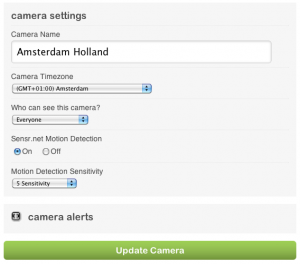 camera settings
Camera Name
Amsterdam Holland
Camera Timezone
(GMT+01:00) Amsterdam
Who can see this camera?
Everyone
Sensr.net Motion Detection
On Off
Motion Detection Sensitivity
5 Sensitivity
camera alerts
Update Camera